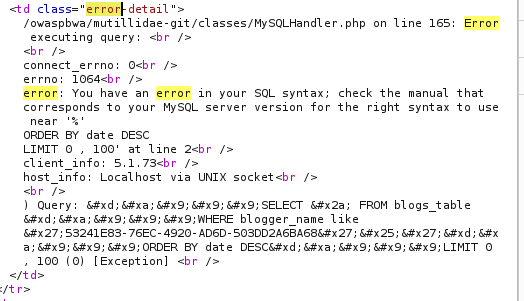 <td class="error-detail">
/owaspbwa/mutillidae-git/classes/MySQLHandler.php on line 165: Error
executing query: <br />
<br />
connect_errno: 0<br />
errno: 1064<br />
error: You have an error in your SQL syntax; check the manual that
corresponds to your MySQL server version for the right syntax to use
near '%'
ORDER BY date DESC
LIMIT 0 , 100' at line 2<br />
client_info: 5.1.73<br />
host_info: Localhost via UNIX socket<br />
<br />
) Query: &#xd;&#xa;&#x9;&#x9;&#x9;SELECT &#x2a; FROM blogs_table
&#xd;&#xa;&#x9;&#x9;&#x9;WHERE blogger_name like
&#x27;53241E83-76EC-4920-AD6D-503DD2A6BA68&#x27;&#x25;&#x27;&#xd;&#x
a;&#x9;&#x9;&#x9;ORDER BY date DESC&#xd;&#xa;&#x9;&#x9;&#x9;LIMIT 0
, 100 (0) [Exception] <br />
</td>
</tr>